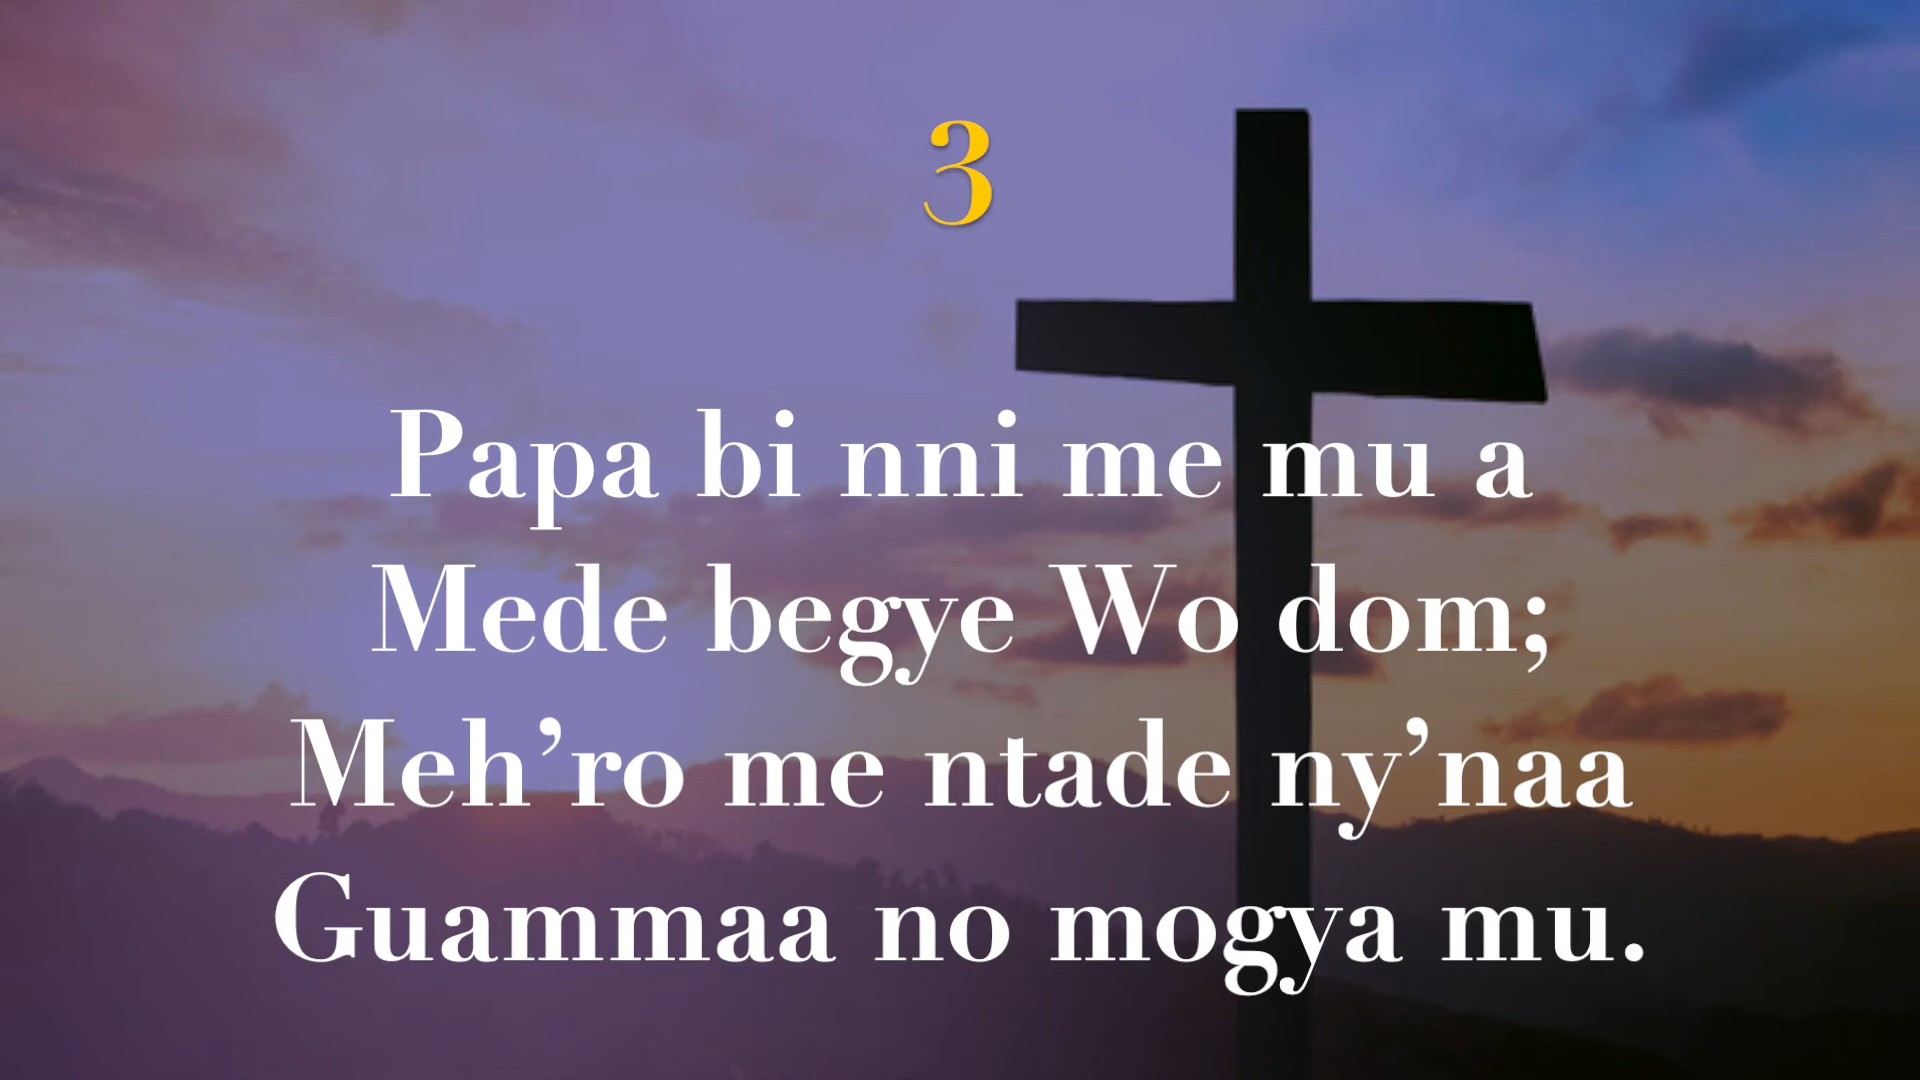 3
Papa bi nni me mu a
Mede begye Wo dom;
Meh’ro me ntade ny’naa
Guammaa no mogya mu.